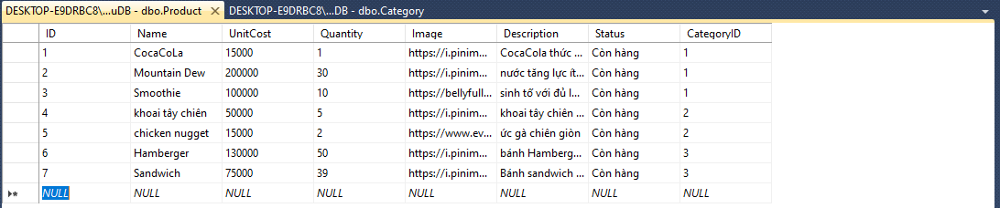 DESKTOP-E9DRBC8\...uDB - dbo.Product DESKTOP-E9DRBC8\...DB - dbo.Category
ID Name UnitCost Quantity Image Description Status CategoryID
1 CocaCoLa 15000 1 https://i.pinim... CocaCola thức ... Còn hàng 1
2 Mountain Dew 200000 30 https://i.pinim... nước tăng lực ít... Còn hàng 1
3 Smoothie 100000 10 https://bellyfull... sinh tố với đủ l... Còn hàng 1
4 khoai tây chiên 50000 5 https://i.pinim... khoai tây chiên ... Còn hàng 2
5 chicken nugget 15000 2 https://www.ev... ức gà chiên giòn Còn hàng 2
6 Hamberger 130000 50 https://i.pinim... bánh Hamberg... Còn hàng 3
7 Sandwich 75000 39 https://i.pinim... Bánh sandwich ... Còn hàng 3
NULL NULL NULL NULL NULL NULL NULL NULL